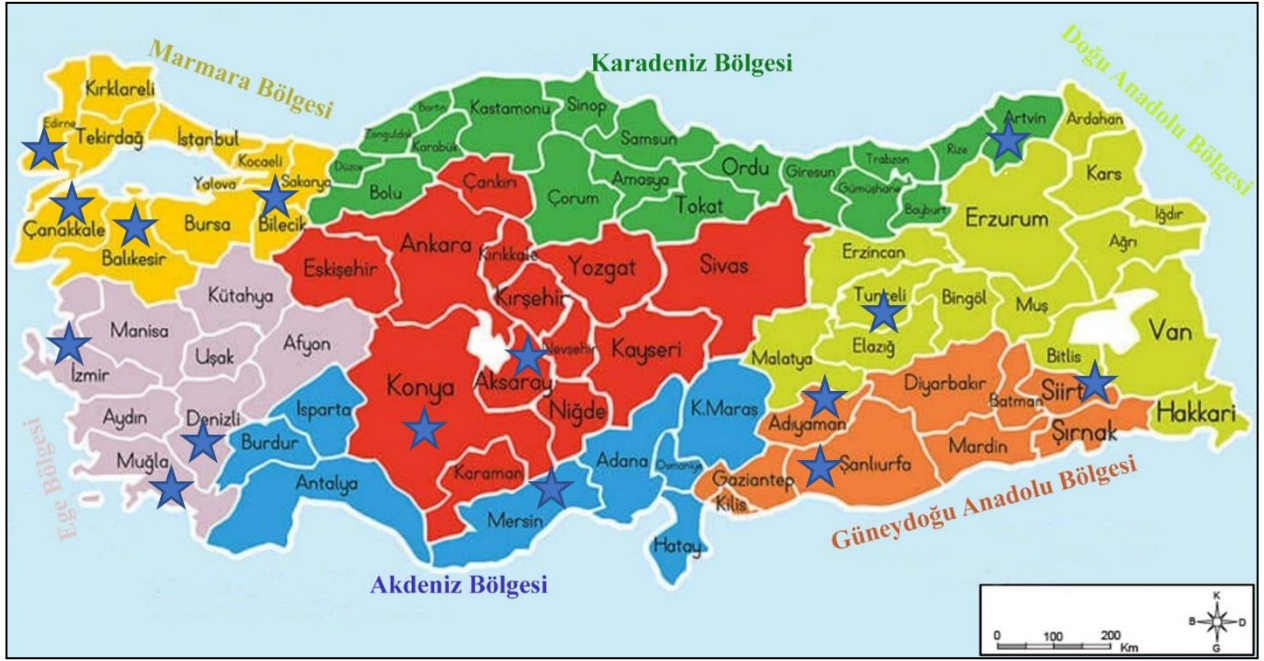 Marmara Bölgesi
Karadeniz Bölgesi
Doğu Anadolu Bölgesi
Kırklareli
Edirne
Tekirdağ
İstanbul
Kocaeli
Yalova
Sakarya
Çanakkale
Balıkesir
Bursa
Bilecik
Bartın
Zonguldak
Karabük
Kastamonu
Sinop
Düzce
Bolu
Samsun
Çorum
Amasya
Tokat
Ordu
Giresun
Trabzon
Gümüşhane
Bayburt
Rize
Artvin
Ardahan
Kars
Iğdır
Ağrı
Erzurum
Erzincan
Tunceli
Bingöl
Muş
Elazığ
Malatya
Bitlis
Van
Hakkari
Çankırı
Ankara
Kırıkkale
Eskişehir
Kırşehir
Yozgat
Sivas
Nevşehir
Kayseri
Aksaray
Konya
Niğde
Karaman
Kütahya
Manisa
Uşak
Afyon
İzmir
Aydın
Denizli
Muğla
Isparta
Burdur
Antalya
Mersin
Adana
Osmaniye
K.Maraş
Hatay
Adıyaman
Diyarbakır
Batman
Siirt
Şırnak
Mardin
Şanlıurfa
Gaziantep
Kilis
Ege Bölgesi
Akdeniz Bölgesi
Güneydoğu Anadolu Bölgesi
K
B
D
G
0 100 200
Km